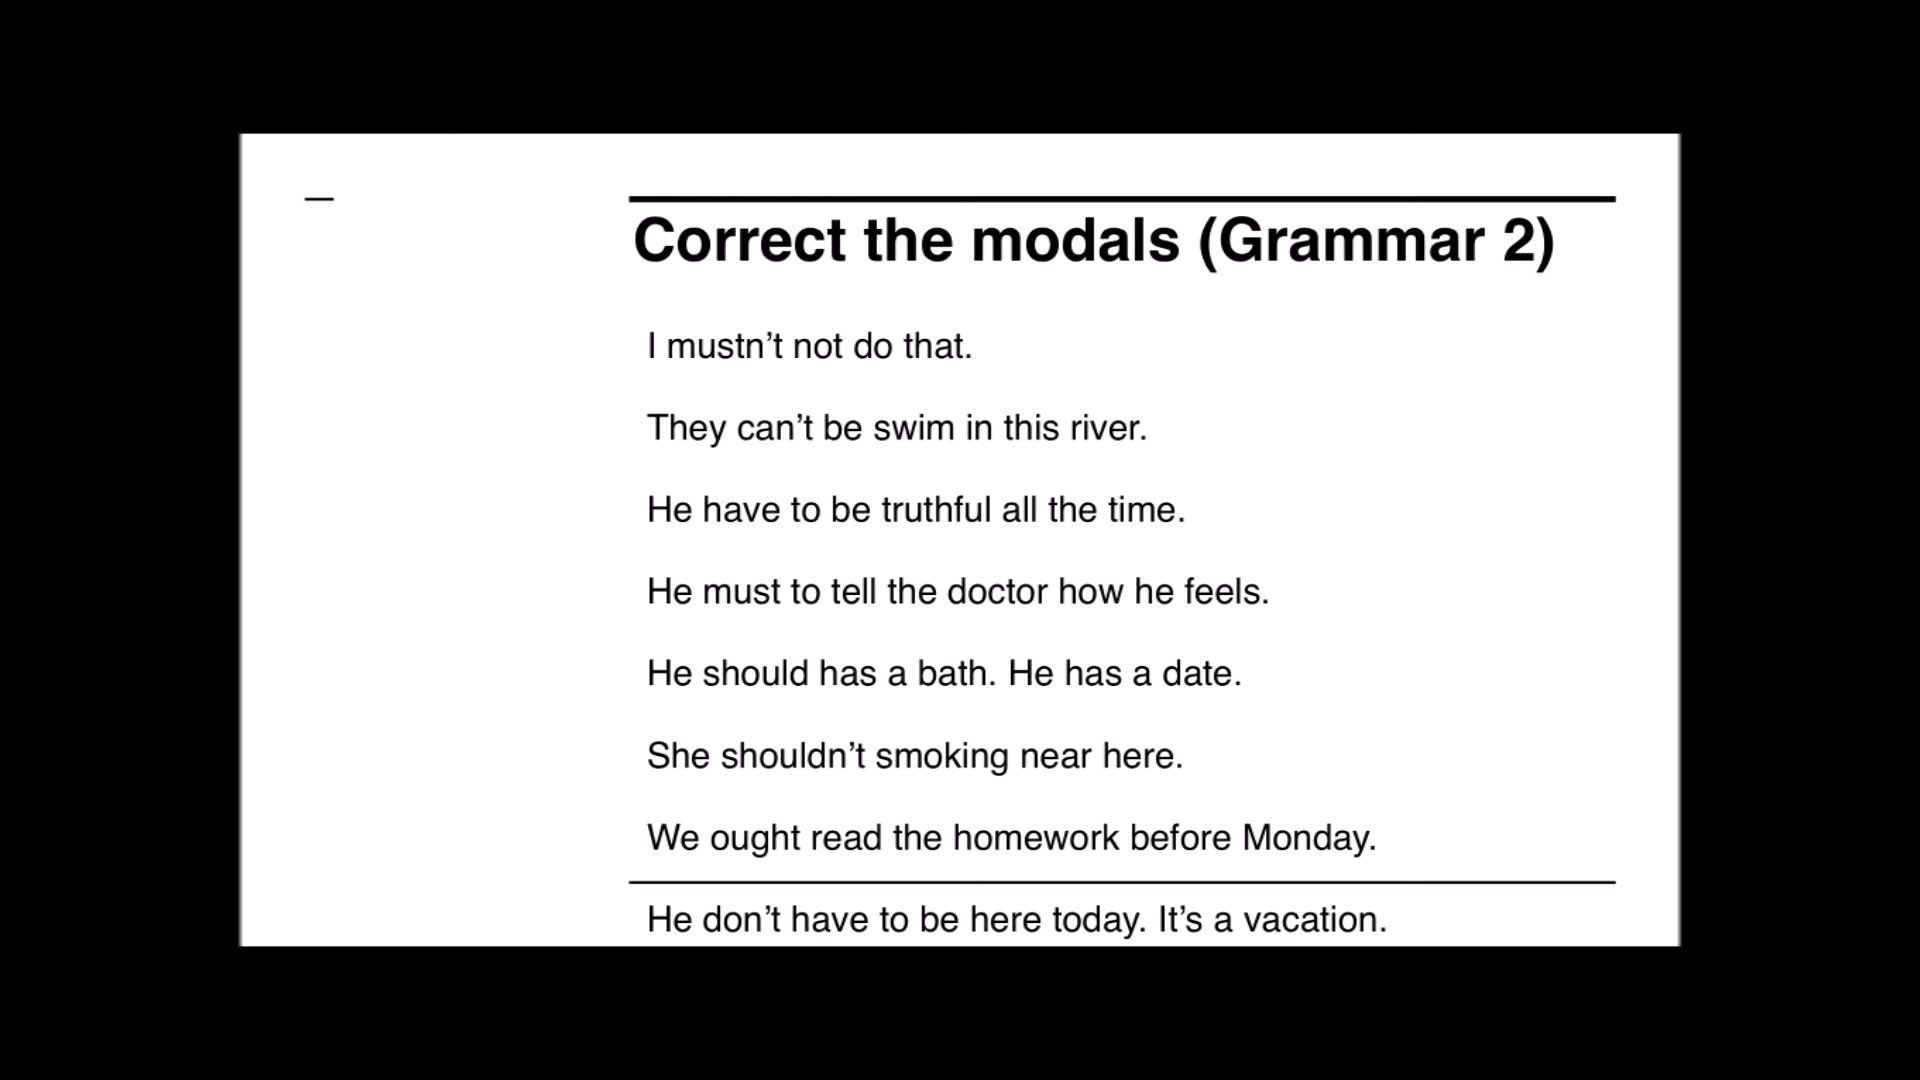 Correct the modals (Grammar 2)
I mustn’t not do that.
They can’t be swim in this river.
He have to be truthful all the time.
He must to tell the doctor how he feels.
He should has a bath. He has a date.
She shouldn’t smoking near here.
We ought read the homework before Monday.
He don’t have to be here today. It’s a vacation.